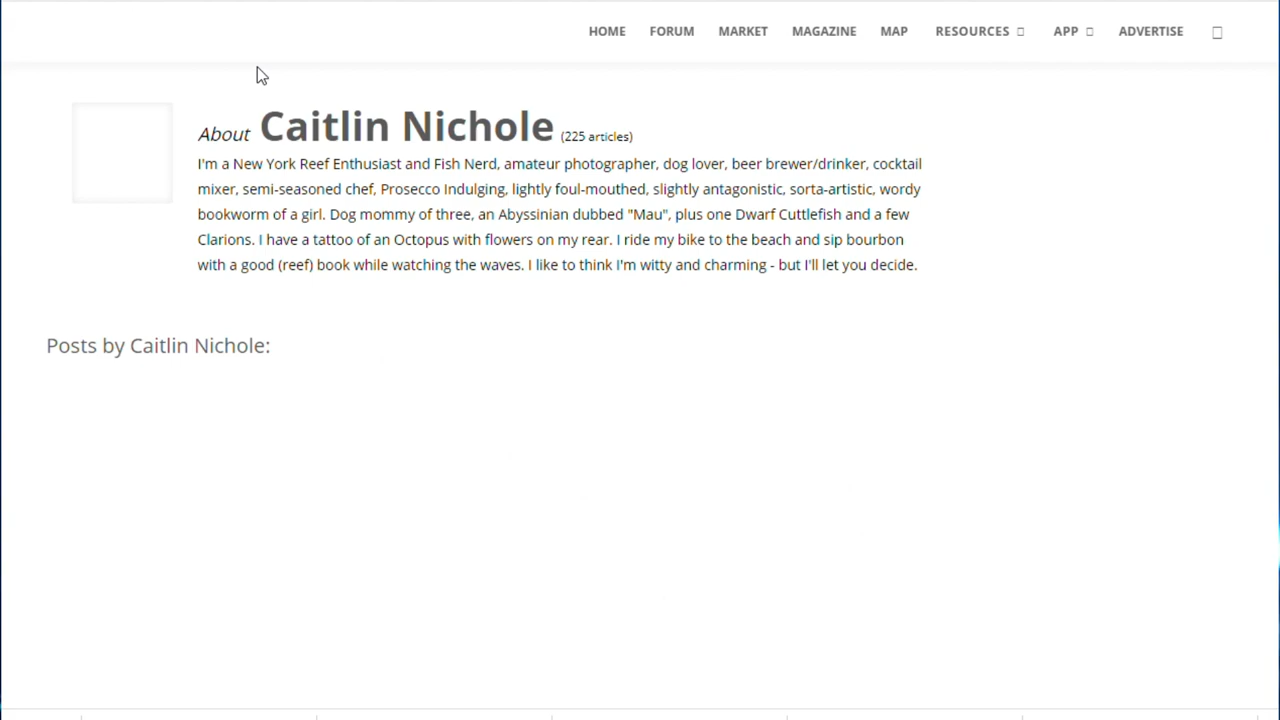 HOME FORUM MARKET MAGAZINE MAP RESOURCES APP ADVERTISE
About Caitlin Nichole (225 articles)
I'm a New York Reef Enthusiast and Fish Nerd, amateur photographer, dog lover, beer brewer/drinker, cocktail
mixer, semi-seasoned chef, Prosecco Indulging, lightly foul-mouthed, slightly antagonistic, sorta-artistic, wordy
bookworm of a girl. Dog mommy of three, an Abyssinian dubbed "Mau", plus one Dwarf Cuttlefish and a few
Clarions. I have a tattoo of an Octopus with flowers on my rear. I ride my bike to the beach and sip bourbon
with a good (reef) book while watching the waves. I like to think I'm witty and charming - but I'll let you decide.
Posts by Caitlin Nichole: